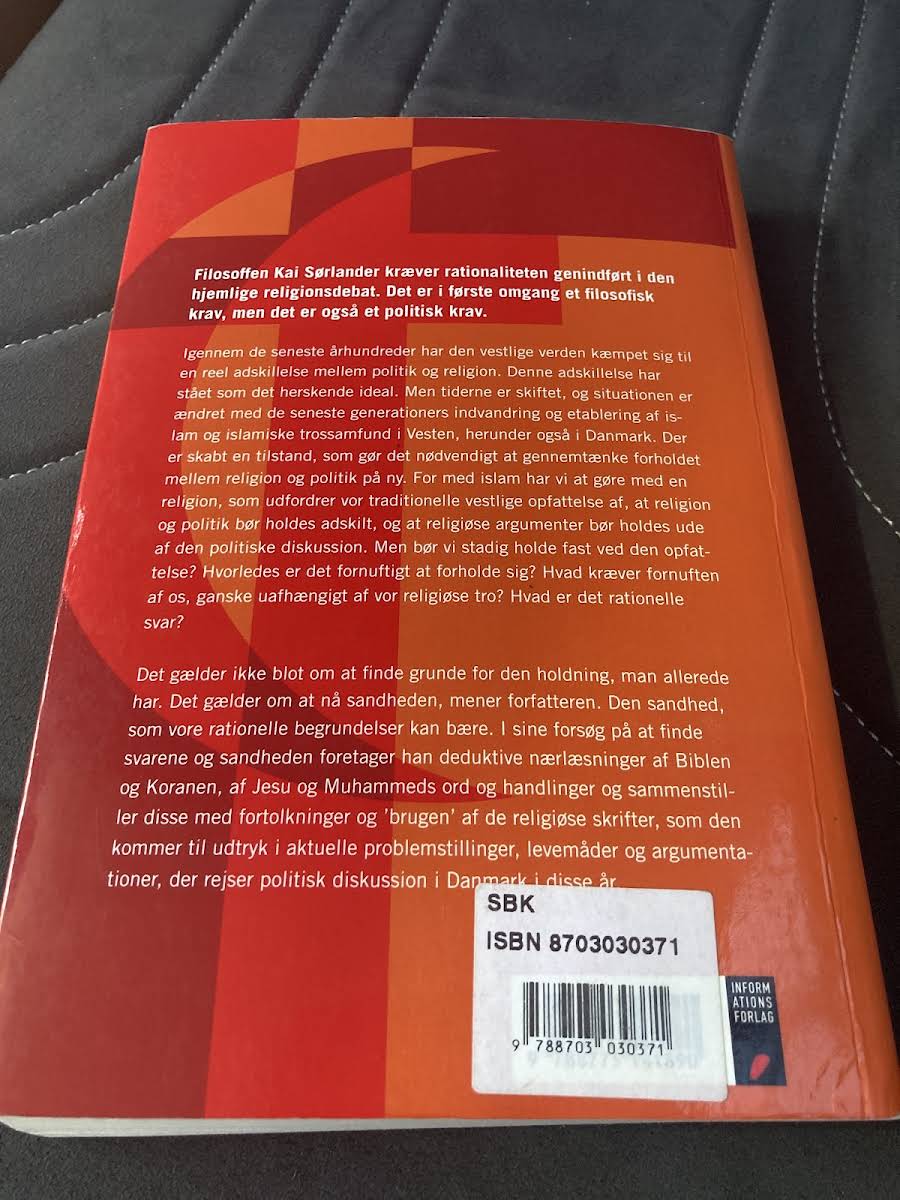 Filosoffen Kai Sørlander kræver rationaliteten genindført i den
hjemlige religionsdebat. Det er i første omgang et filosofisk
krav, men det er også et politisk krav.
Igennem de seneste århundreder har den vestlige verden kæmpet sig til
en reel adskillelse mellem politik og religion. Denne adskillelse har
stået som det herskende ideal. Men tiderne er skiftet, og situationen er
ændret med de seneste generationers indvandring og etablering af is-
lam og islamiske trossamfund i Vesten, herunder også i Danmark. Der
er skabt en tilstand, som gør det nødvendigt at gennemtænke forholdet
mellem religion og politik på ny. For med islam har vi at gøre med en
religion, som udfordrer vor traditionelle vestlige opfattelse af, at religion
og politik bør holdes adskilt, og at religiøse argumenter bør holdes ude
af den politiske diskussion. Men bør vi stadig holde fast ved den opfat-
telse? Hvorledes er det fornuftigt at forholde sig? Hvad kræver fornuften
af os, ganske uafhængigt af vor religiøse tro? Hvad er det rationelle
svar?
Det gælder ikke blot om at finde grunde for den holdning, man allerede
har. Det gælder om at nå sandheden, mener forfatteren. Den sandhed,
som vore rationelle begrundelser kan bære. I sine forsøg på at finde
svarene og sandheden foretager han deduktive nærlæsninger af Biblen
og Koranen, af Jesu og Muhammeds ord og handlinger og sammenstil-
ler disse med fortolkninger og 'brugen' af de religiøse skrifter, som den
kommer til udtryk i aktuelle problemstillinger, levemåder og argumenta-
tioner, der rejser politisk diskussion i Danmark i disse år.
SBK
ISBN 8703030371
9 788703 030371
INFORM
ATIONS
FORLAG